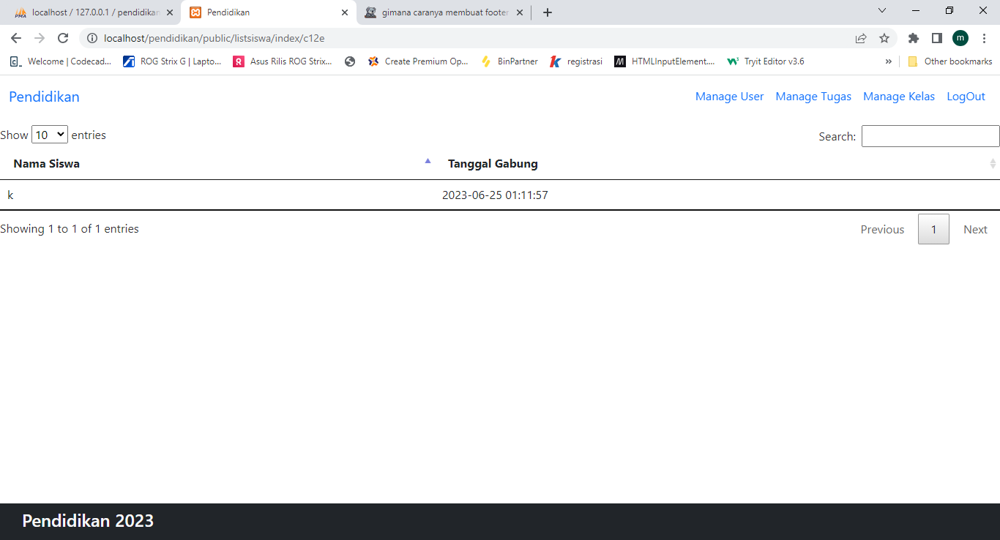 localhost / 127.0.0.1 / pendidikan
Pendidikan
gimana caranya membuat footer
localhost/pendidikan/public/listsiswa/index/c12e
m
Welcome | Codecad...
ROG Strix G | Lapto...
Asus Rilis ROG Strix...
Create Premium Op...
BinPartner
registrasi
HTMLInputElement....
Tryit Editor v3.6
»
Other bookmarks
Pendidikan
Manage User
Manage Tugas
Manage Kelas
LogOut
Show 10 entries
Search:
Nama Siswa
Tanggal Gabung
k
2023-06-25 01:11:57
Showing 1 to 1 of 1 entries
Previous
1
Next
Pendidikan 2023